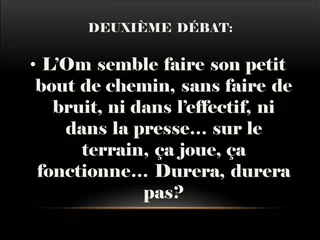 DEUXIÈME DÉBAT:
• L'Om semble faire son petit
bout de chemin, sans faire de
bruit, ni dans l'effectif, ni
dans la presse... sur le
terrain, ça joue, ça
fonctionne... Durera, durera
pas?